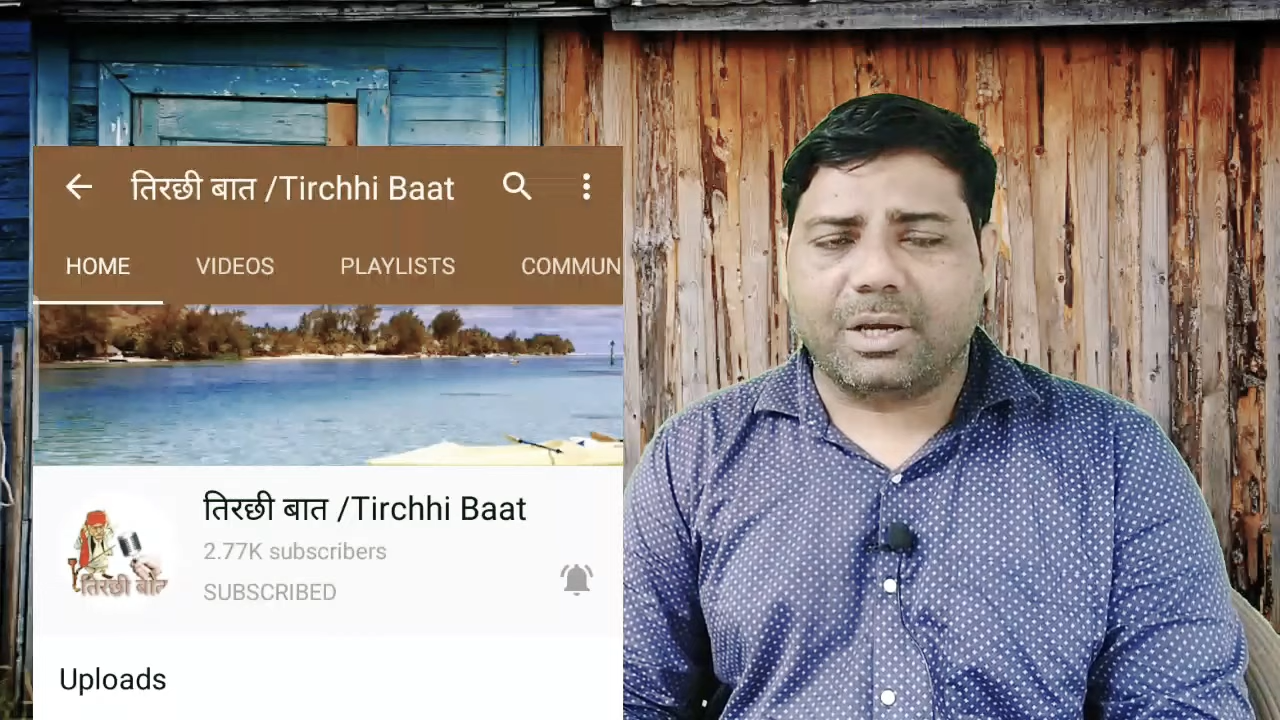 तिरछी बात /Tirchhi Baat
HOME VIDEOS PLAYLISTS COMMUN
तिरछी बात /Tirchhi Baat
2.77K subscribers
SUBSCRIBED
तिरछी बात
Uploads